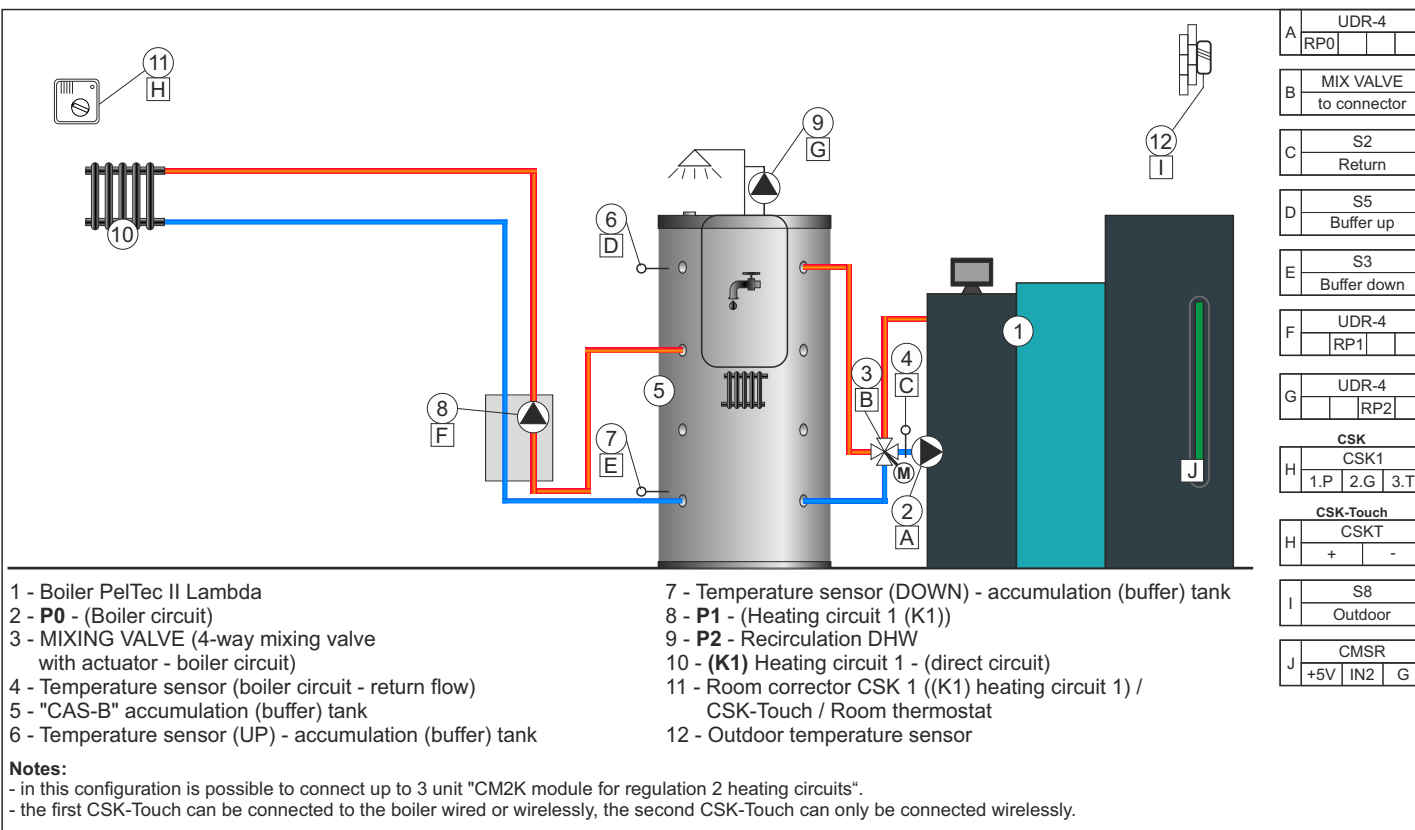 11
H
10
6
D
9
G
12
I
5
8
F
7
E
3
B
4
C
M
2
A
1
J
A
UDR-4
RP0
B
MIX VALVE
to connector
C
S2
Return
D
S5
Buffer up
E
S3
Buffer down
F
UDR-4
RP1
G
UDR-4
RP2
CSK
H
CSK1
1.P 2.G 3.T
CSK-Touch
H
CSKT
+ -
I
S8
Outdoor
J
CMSR
+5V IN2 G
1 - Boiler PelTec II Lambda
2 - P0 - (Boiler circuit)
3 - MIXING VALVE (4-way mixing valve
with actuator - boiler circuit)
4 - Temperature sensor (boiler circuit - return flow)
5 - "CAS-B" accumulation (buffer) tank
6 - Temperature sensor (UP) - accumulation (buffer) tank
7 - Temperature sensor (DOWN) - accumulation (buffer) tank
8 - P1 - (Heating circuit 1 (K1))
9 - P2 - Recirculation DHW
10 - (K1) Heating circuit 1 - (direct circuit)
11 - Room corrector CSK 1 ((K1) heating circuit 1) /
CSK-Touch / Room thermostat
12 - Outdoor temperature sensor
Notes:
- in this configuration is possible to connect up to 3 unit "CM2K module for regulation 2 heating circuits“.
- the first CSK-Touch can be connected to the boiler wired or wirelessly, the second CSK-Touch can only be connected wirelessly.